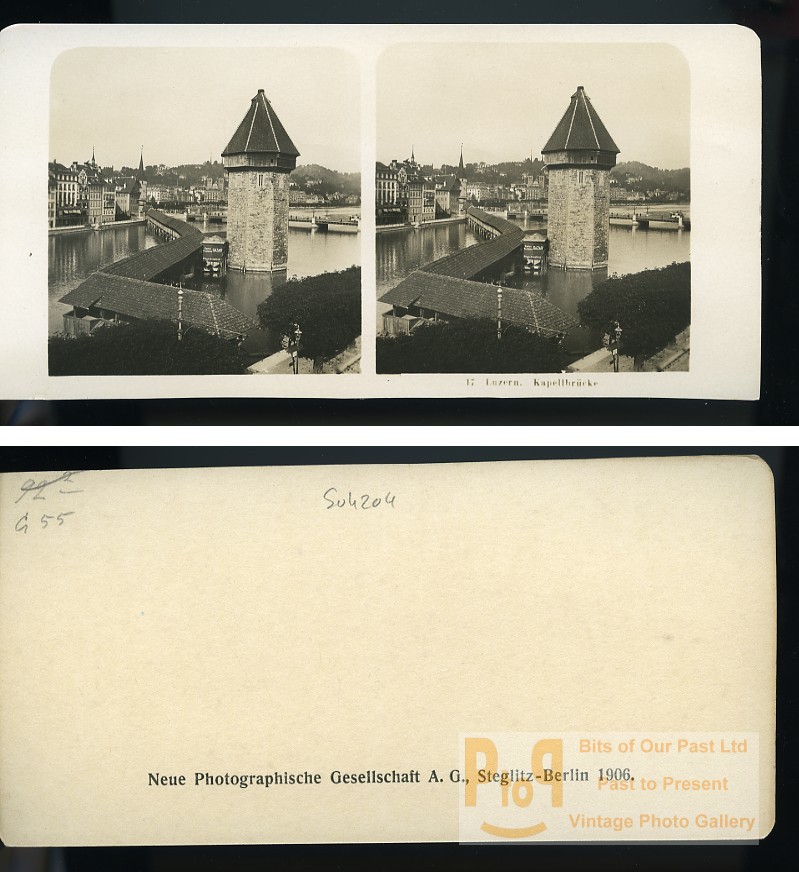 17 Luzern. Kapellbrücke
G 55
S04204
Neue Photographische Gesellschaft A. G., Steglitz-Berlin 1906.
PToP
Bits of Our Past Ltd
Past to Present
Vintage Photo Gallery